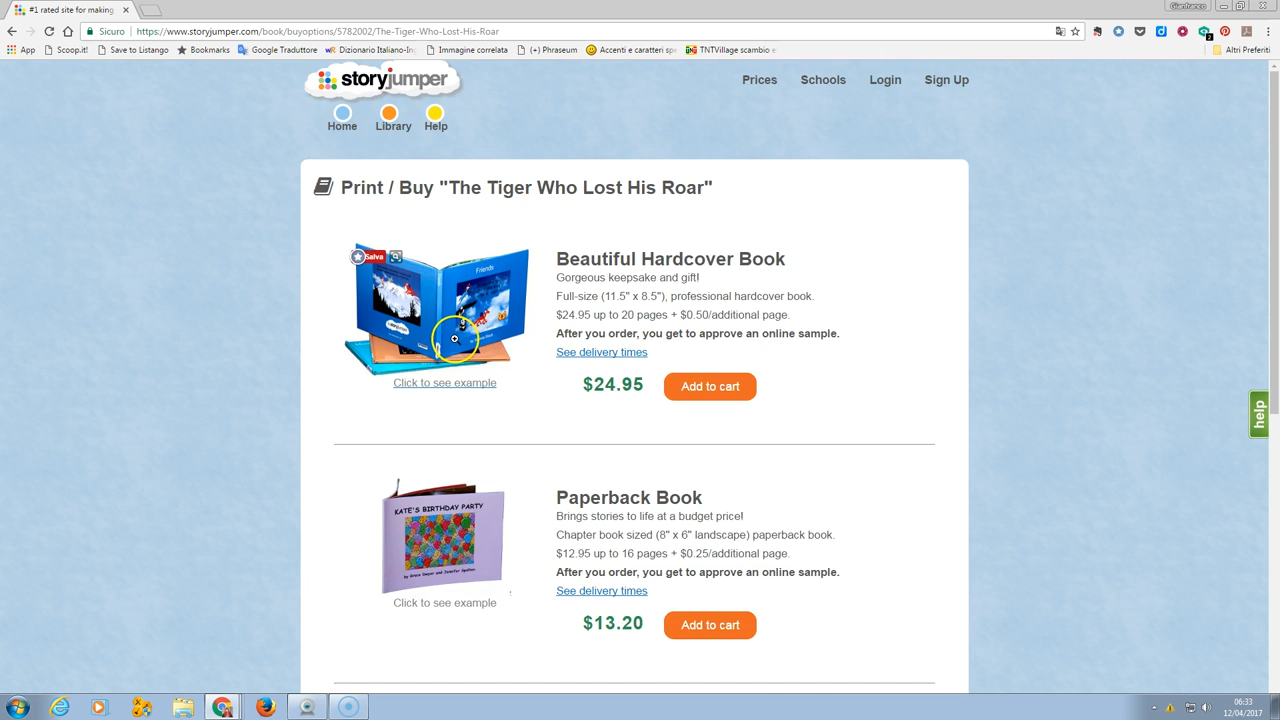 #1 rated site for making
Gianfranco
Sicuro
https://www.storyjumper.com/book/buyoptions/5782002/The-Tiger-Who-Lost-His-Roar
App
Scoop.it!
Save to Listango
Bookmarks
Google Traduttore
Dizionario Italiano-In
Immagine correlata
(+) Phraseum
Accenti e caratteri spe
TNTVillage scambio e
Altri Preferiti
storyjumper
Prices
Schools
Login
Sign Up
Home
Library
Help
Print / Buy "The Tiger Who Lost His Roar"
Salva
Friends
Beautiful Hardcover Book
Gorgeous keepsake and gift!
Full-size (11.5" x 8.5"), professional hardcover book.
$24.95 up to 20 pages + $0.50/additional page.
After you order, you get to approve an online sample.
See delivery times
Click to see example
$24.95
Add to cart
help
KATE'S BIRTHDAY PARTY
Paperback Book
Brings stories to life at a budget price!
Chapter book sized (8" x 6" landscape) paperback book.
$12.95 up to 16 pages + $0.25/additional page.
After you order, you get to approve an online sample.
See delivery times
Click to see example
$13.20
Add to cart
06:33
12/04/2017